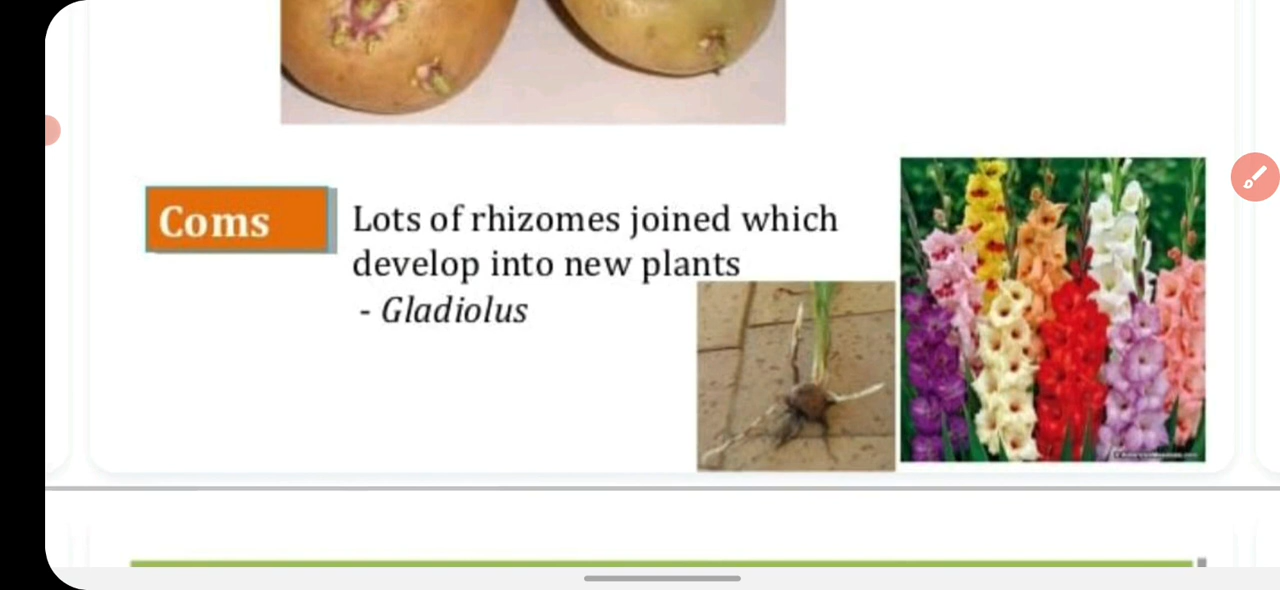 Coms
Lots of rhizomes joined which
develop into new plants
- Gladiolus